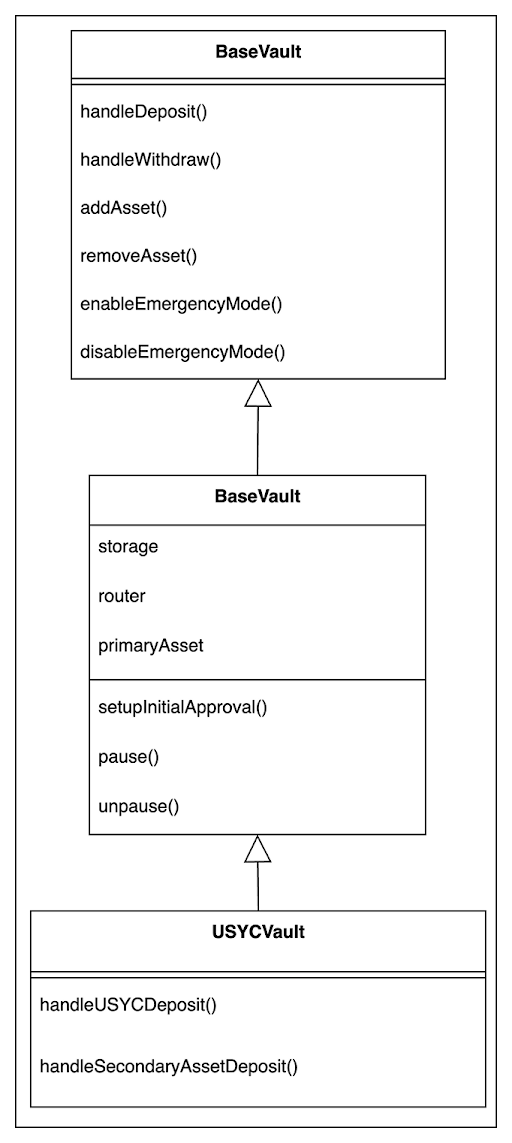 BaseVault
handleDeposit()
handleWithdraw()
addAsset()
removeAsset()
enableEmergencyMode()
disableEmergencyMode()
BaseVault
storage
router
primaryAsset
setupInitialApproval()
pause()
unpause()
USYCVault
handleUSYCDeposit()
handleSecondaryAssetDeposit()